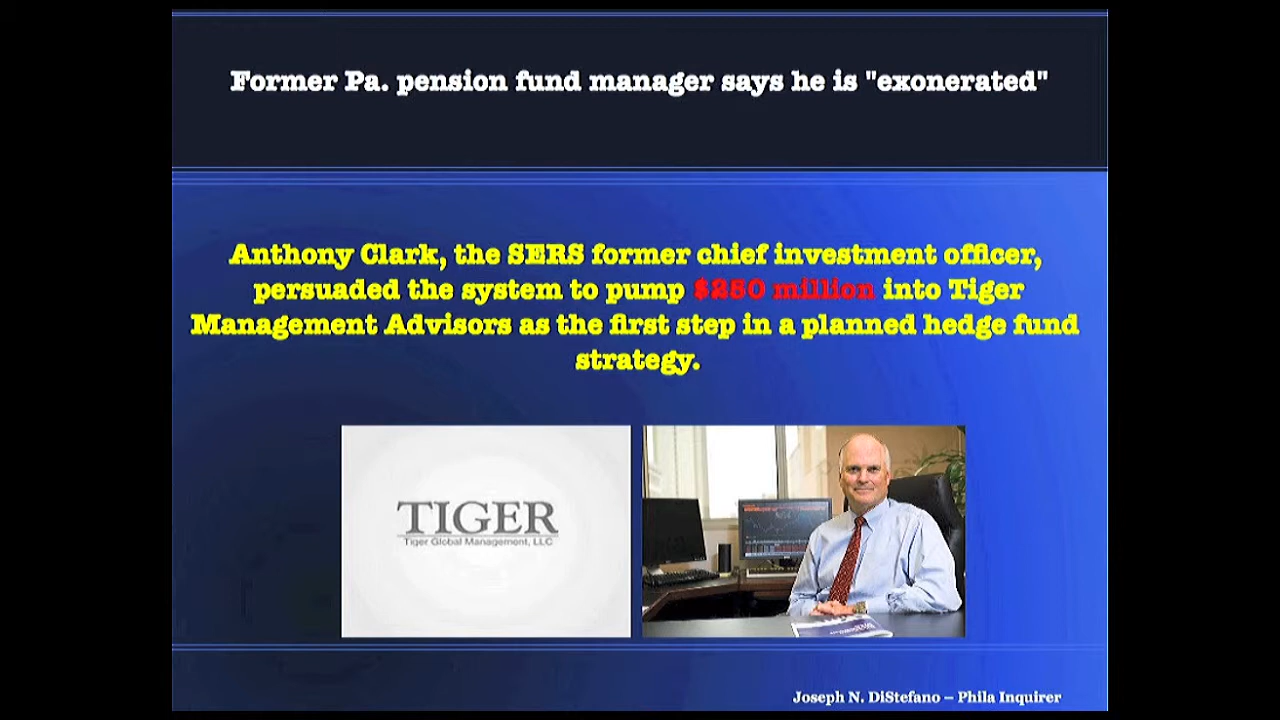 Former Pa. pension fund manager says he is "exonerated"
Anthony Clark, the SERS former chief investment officer,
persuaded the system to pump $250 million into Tiger
Management Advisors as the first step in a planned hedge fund
strategy.
TIGER
Tiger Global Management, LLC
Joseph N. DiStefano – Phila Inquirer